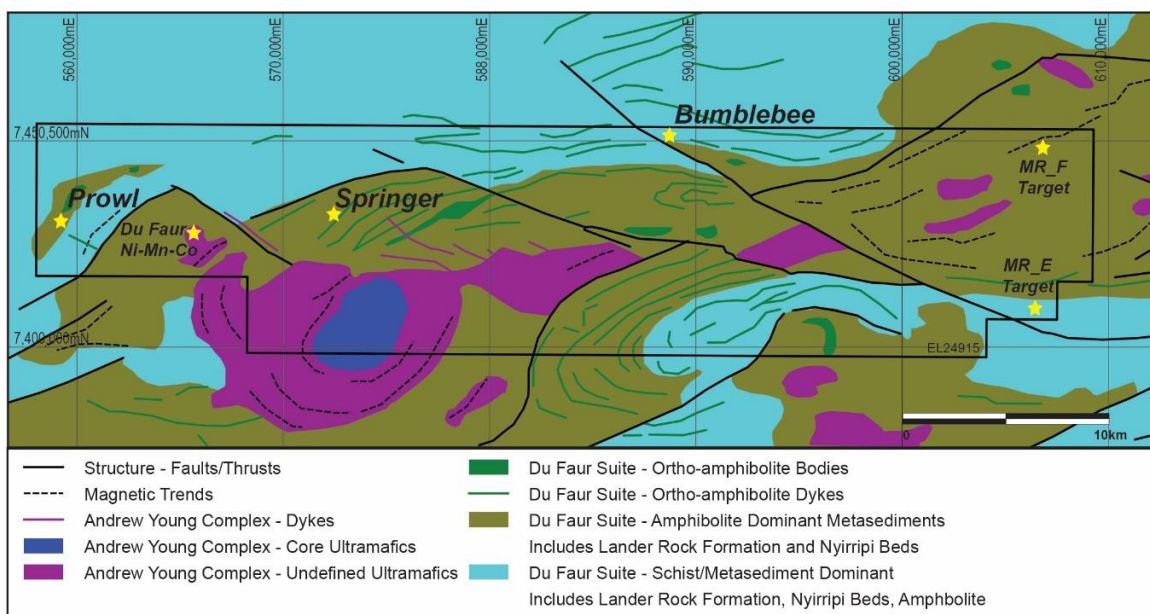 560,000mE
570,000mE
588,000mE
590,000mE
600,000mE
610,000mE
7,450,500mN
Bumblebee
Prowl
Springer
MR_F
Target
Du Faur
Ni-Mn-Co
MR_E
Target
7,400,000mN
EL24915
0
10km
Structure - Faults/Thrusts
Magnetic Trends
Andrew Young Complex - Dykes
Andrew Young Complex - Core Ultramafics
Andrew Young Complex - Undefined Ultramafics
Du Faur Suite - Ortho-amphibolite Bodies
Du Faur Suite - Ortho-amphibolite Dykes
Du Faur Suite - Amphibolite Dominant Metasediments
Includes Lander Rock Formation and Nyirripi Beds
Du Faur Suite - Schist/Metasediment Dominant
Includes Lander Rock Formation, Nyirripi Beds, Amphbolite